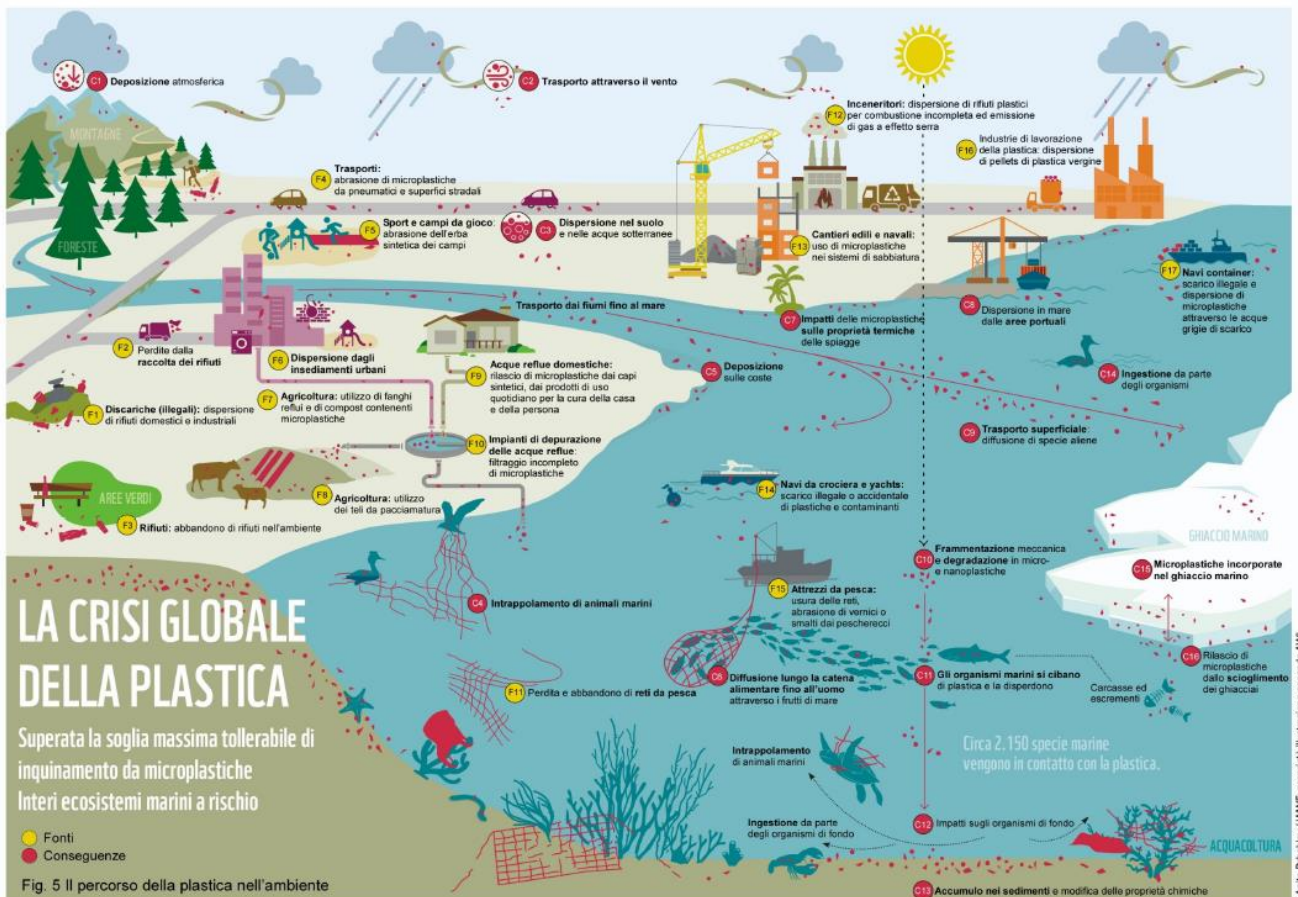 C1 Deposizione atmosferica
C2 Trasporto attraverso il vento
MONTAGNE
FORESTE
F12 Inceneritori: dispersione di rifiuti plastici
per combustione incompleta ed emissione
di gas a effetto serra
F16 Industrie di lavorazione
della plastica: dispersione
di pellets di plastica vergine
F4 Trasporti:
abrasione di microplastiche
da pneumatici e superfici stradali
F5 Sport e campi da gioco:
abrasione dell'erba
sintetica dei campi
C3 Dispersione nel suolo
e nelle acque sotterranee
F13 Cantieri edili e navali:
uso di microplastiche
nei sistemi di sabbiatura
F17 Navi container:
scarico illegale e
dispersione di
microplastiche
attraverso le acque
grigie di scarico
Trasporto dai fiumi fino al mare
C7 Impatti delle microplastiche
sulle proprietà termiche
delle spiagge
C8 Dispersione in mare
dalle aree portuali
F2 Perdite dalla
raccolta dei rifiuti
F6 Dispersione dagli
insediamenti urbani
F9 Acque reflue domestiche:
rilascio di microplastiche dai capi
sintetici, dai prodotti di uso
quotidiano per la cura della casa
e della persona
C5 Deposizione
sulle coste
C14 Ingestione da parte
degli organismi
F1 Discariche (illegali): dispersione
di rifiuti domestici e industriali
F7 Agricoltura: utilizzo di fanghi
reflui e di compost contenenti
microplastiche
C9 Trasporto superficiale:
diffusione di specie aliene
F10 Impianti di depurazione
delle acque reflue:
filtraggio incompleto
di microplastiche
AREE VERDI
F3 Rifiuti: abbandono di rifiuti nell'ambiente
F8 Agricoltura: utilizzo
dei teli da pacciamatura
F14 Navi da crociera e yachts:
scarico illegale o accidentale
di plastiche e contaminanti
GHIACCIO MARINO
C10 Frammentazione meccanica
e degradazione in micro-
e nanoplastiche
C15 Microplastiche incorporate
nel ghiaccio marino
C4 Intrappolamento di animali marini
F15 Attrezzi da pesca:
usura delle reti,
abrasione di vernici o
smalti dai pescherecci
LA CRISI GLOBALE
DELLA PLASTICA
Superata la soglia massima tollerabile di
inquinamento da microplastiche
Interi ecosistemi marini a rischio
F11 Perdita e abbandono di reti da pesca
C8 Diffusione lungo la catena
alimentare fino all'uomo
attraverso i frutti di mare
C11 Gli organismi marini si cibano
di plastica e la disperdono
Carcasse ed
escrementi
C16 Rilascio di
microplastiche
dallo scioglimento
dei ghiacciai
Intrappolamento
di animali marini
Circa 2.150 specie marine
vengono in contatto con la plastica.
Ingestione da parte
degli organismi di fondo
C12 Impatti sugli organismi di fondo
ACQUACOLTURA
Fonti
Conseguenze
Fig. 5 Il percorso della plastica nell'ambiente
C13 Accumulo nei sedimenti e modifica delle proprietà chimiche